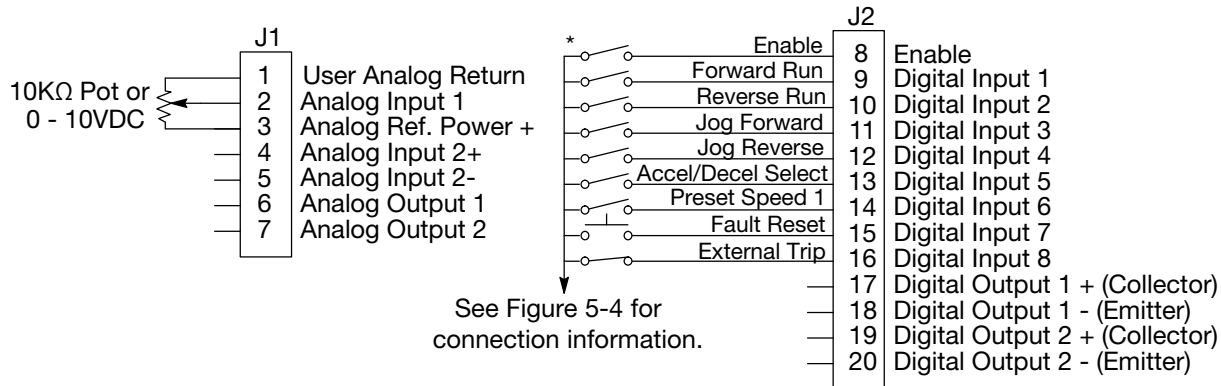 J1
10KΩ Pot or
0 - 10VDC
1 User Analog Return
2 Analog Input 1
3 Analog Ref. Power +
4 Analog Input 2+
5 Analog Input 2-
6 Analog Output 1
7 Analog Output 2
J2
*
Enable 8 Enable
Forward Run 9 Digital Input 1
Reverse Run 10 Digital Input 2
Jog Forward 11 Digital Input 3
Jog Reverse 12 Digital Input 4
Accel/Decel Select 13 Digital Input 5
Preset Speed 1 14 Digital Input 6
Fault Reset 15 Digital Input 7
External Trip 16 Digital Input 8
17 Digital Output 1 + (Collector)
18 Digital Output 1 - (Emitter)
19 Digital Output 2 + (Collector)
20 Digital Output 2 - (Emitter)
See Figure 5-4 for
connection information.